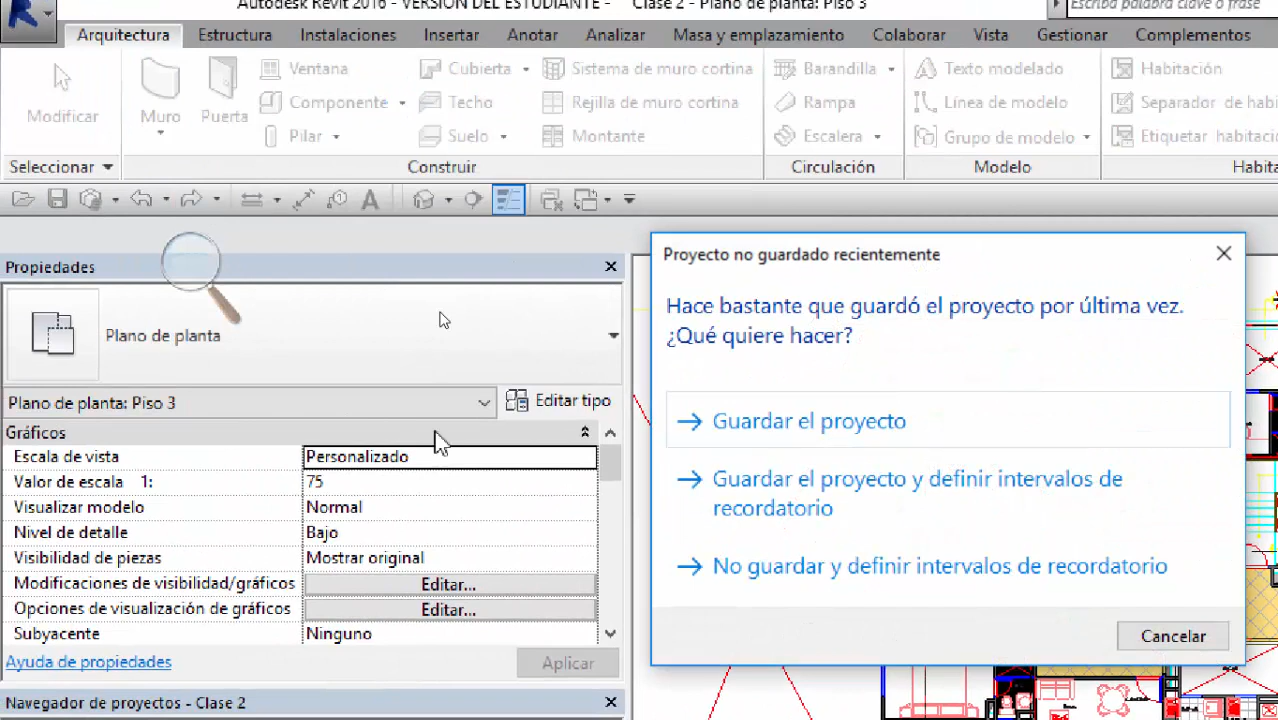 Autodesk Revit 2016 - VERSIÓN DEL ESTUDIANTE - Clase 2 - Plano de planta: Piso 3 Escriba palabra clave o frase
Arquitectura Estructura Instalaciones Insertar Anotar Analizar Masa y emplazamiento Colaborar Vista Gestionar Complementos
Ventana Cubierta Sistema de muro cortina Barandilla Texto modelado Habitación
Componente Techo Rejilla de muro cortina Rampa Línea de modelo Separador de habi
Modificar Muro Puerta
Pilar Suelo Montante Escalera Grupo de modelo Etiquetar habitació
Seleccionar Construir Circulación Modelo Habita
Propiedades
Plano de planta
Plano de planta: Piso 3 Editar tipo
Gráficos
Escala de vista Personalizado
Valor de escala 1: 75
Visualizar modelo Normal
Nivel de detalle Bajo
Visibilidad de piezas Mostrar original
Modificaciones de visibilidad/gráficos Editar...
Opciones de visualización de gráficos Editar...
Subyacente Ninguno
Ayuda de propiedades Aplicar
Navegador de proyectos - Clase 2
Proyecto no guardado recientemente
Hace bastante que guardó el proyecto por última vez.
¿Qué quiere hacer?
Guardar el proyecto
Guardar el proyecto y definir intervalos de
recordatorio
No guardar y definir intervalos de recordatorio
Cancelar